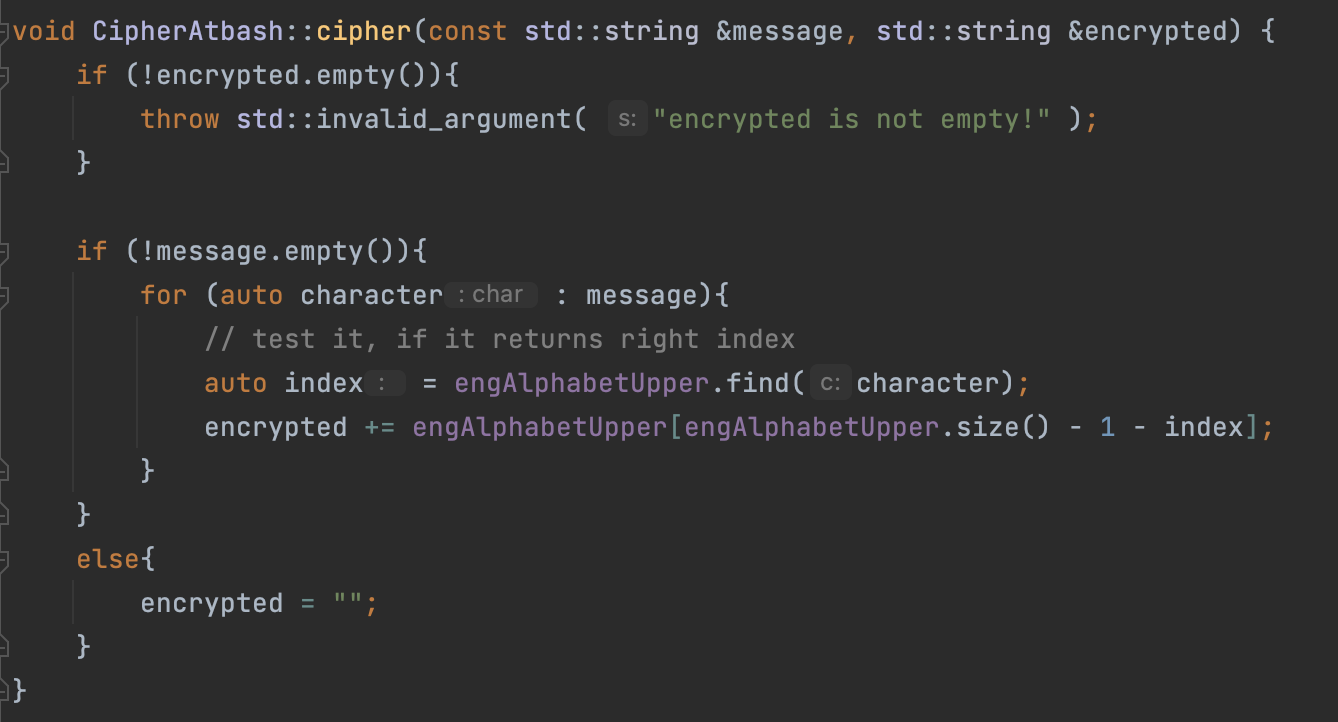 void CipherAtbash::cipher(const std::string &message, std::string &encrypted) {
    if (!encrypted.empty()){
        throw std::invalid_argument( s: "encrypted is not empty!" );
    }

    if (!message.empty()){
        for (auto character : char : message){
            // test it, if it returns right index
            auto index : = engAlphabetUpper.find( c: character);
            encrypted += engAlphabetUpper[engAlphabetUpper.size() - 1 - index];
        }
    }
    else{
        encrypted = "";
    }
}